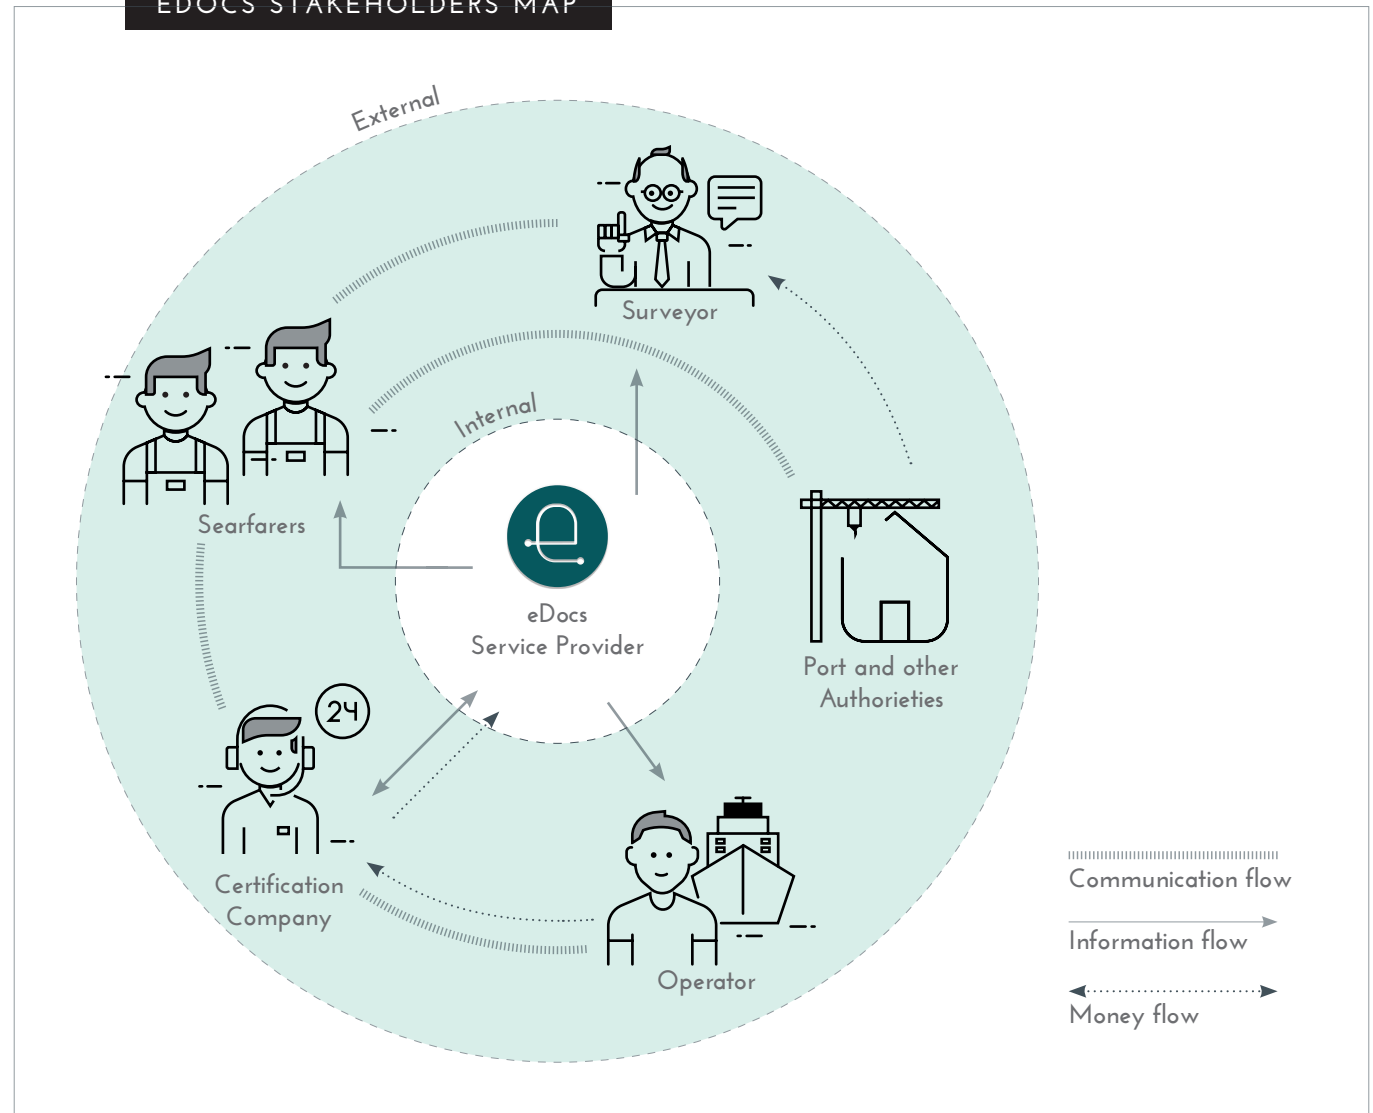 EDOCS STAKEHOLDERS MAP
External
Surveyor
Internal
Searfarers
eDocs
Service Provider
Port and other
Authorieties
24
Certification
Company
Operator
Communication flow
Information flow
Money flow